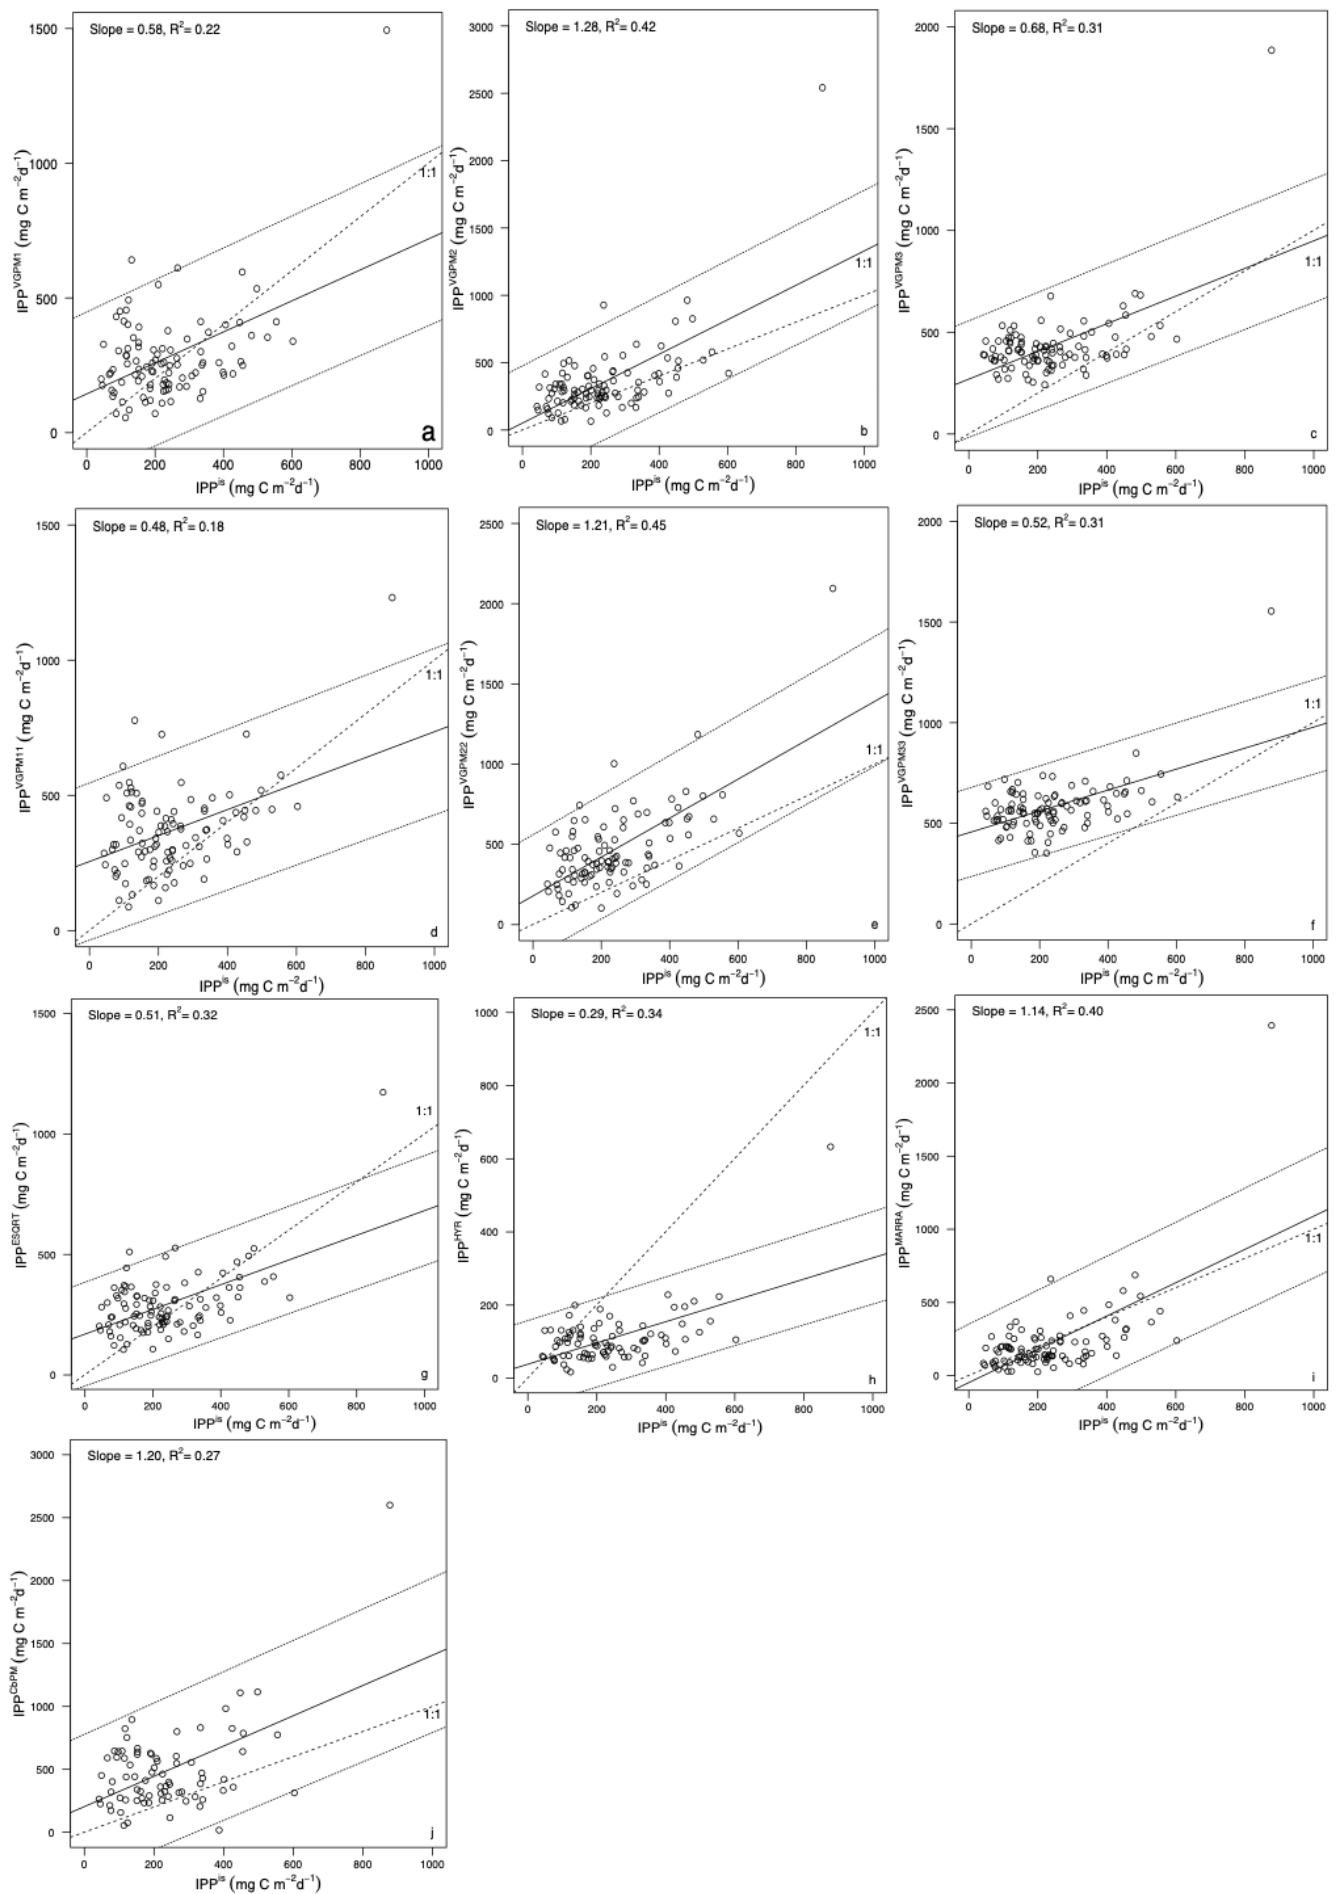 Slope = 0.58, R²= 0.22
IPP^VGPM1 (mg C m⁻²d⁻¹)
1500
1000
500
0
1:1
a
0 200 400 600 800 1000
IPP^is (mg C m⁻²d⁻¹)
Slope = 1.28, R²= 0.42
IPP^VGPM2 (mg C m⁻²d⁻¹)
3000
2500
2000
1500
1000
500
0
1:1
b
0 200 400 600 800 1000
IPP^is (mg C m⁻²d⁻¹)
Slope = 0.68, R²= 0.31
IPP^VGPM3 (mg C m⁻²d⁻¹)
2000
1500
1000
500
0
1:1
c
0 200 400 600 800 1000
IPP^is (mg C m⁻²d⁻¹)
Slope = 0.48, R²= 0.18
IPP^VGPM11 (mg C m⁻²d⁻¹)
1500
1000
500
0
1:1
d
0 200 400 600 800 1000
IPP^is (mg C m⁻²d⁻¹)
Slope = 1.21, R²= 0.45
IPP^VGPM22 (mg C m⁻²d⁻¹)
2500
2000
1500
1000
500
0
1:1
e
0 200 400 600 800 1000
IPP^is (mg C m⁻²d⁻¹)
Slope = 0.52, R²= 0.31
IPP^VGPM33 (mg C m⁻²d⁻¹)
2000
1500
1000
500
0
1:1
f
0 200 400 600 800 1000
IPP^is (mg C m⁻²d⁻¹)
Slope = 0.51, R²= 0.32
IPP^ESQRT (mg C m⁻²d⁻¹)
1500
1000
500
0
1:1
g
0 200 400 600 800 1000
IPP^is (mg C m⁻²d⁻¹)
Slope = 0.29, R²= 0.34
IPP^HYR (mg C m⁻²d⁻¹)
1000
800
600
400
200
0
1:1
h
0 200 400 600 800 1000
IPP^is (mg C m⁻²d⁻¹)
Slope = 1.14, R²= 0.40
IPP^MARRA (mg C m⁻²d⁻¹)
2500
2000
1500
1000
500
0
1:1
i
0 200 400 600 800 1000
IPP^is (mg C m⁻²d⁻¹)
Slope = 1.20, R²= 0.27
IPP^CbPM (mg C m⁻²d⁻¹)
3000
2500
2000
1500
1000
500
0
1:1
j
0 200 400 600 800 1000
IPP^is (mg C m⁻²d⁻¹)